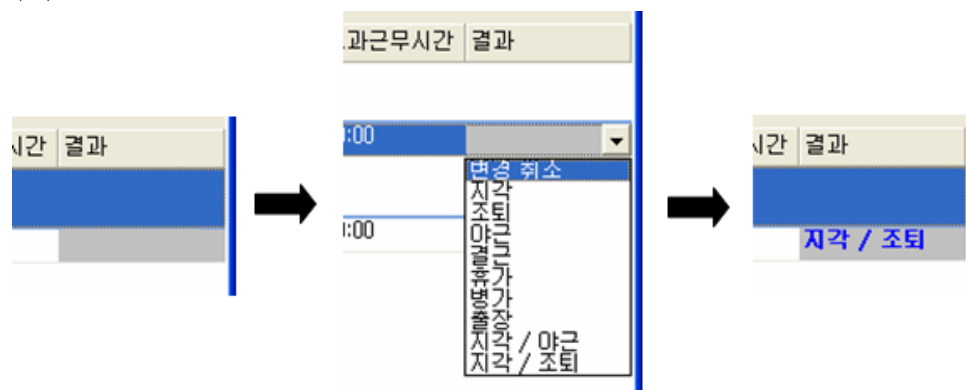 시간 결과
과근무시간 결과
:00
변경 취소
지각
조퇴
야근
결근
휴가
병가
출장
지각 / 야근
지각 / 조퇴
:00
시간 결과
지각 / 조퇴